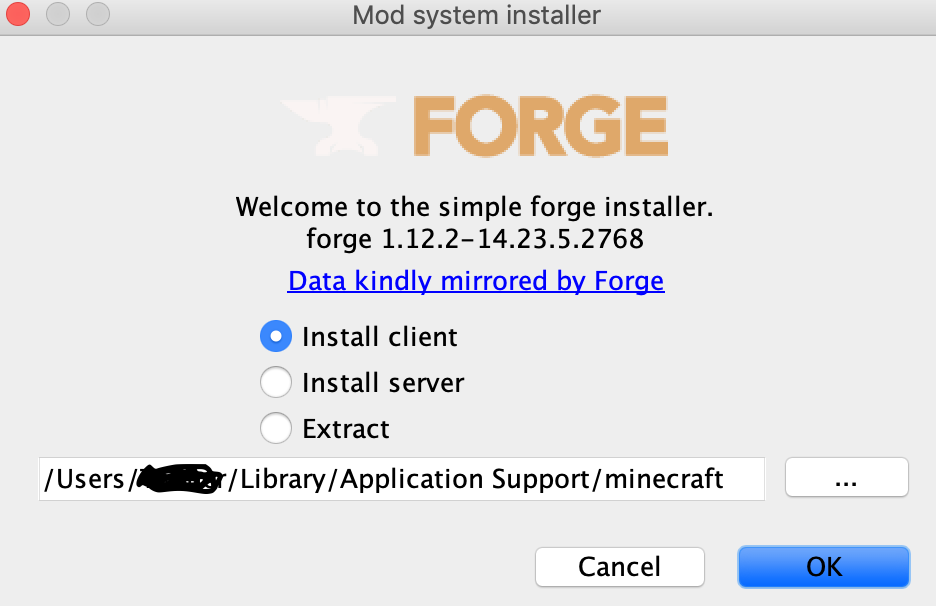 Mod system installer
FORGE
Welcome to the simple forge installer.
forge 1.12.2-14.23.5.2768
Data kindly mirrored by Forge
Install client
Install server
Extract
/Users/r/Library/Application Support/minecraft
...
Cancel
OK